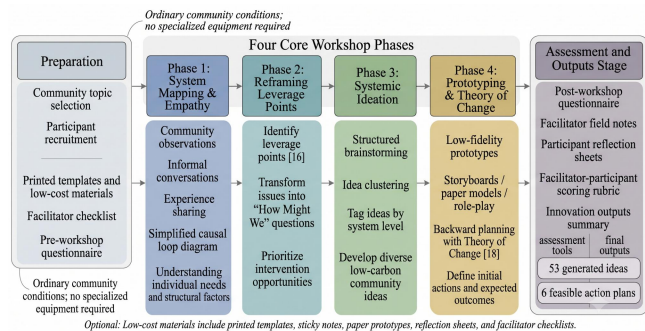 Ordinary community conditions;
no specialized equipment required
Four Core Workshop Phases
Preparation
Community topic
selection
Participant
recruitment
Printed templates and
low-cost materials
Facilitator checklist
Pre-workshop
questionnaire
Ordinary community
conditions; no specialized
equipment required
Phase 1:
System
Mapping &
Empathy
Community
observations
Informal
conversations
Experience
sharing
Simplified causal
loop diagram
Understanding
individual needs
and structural factors
Phase 2:
Reframing
Leverage
Points
Identify
leverage
points [16]
Transform
issues into
“How Might
We” questions
Prioritize
intervention
opportunities
Phase 3:
Systemic
Ideation
Structured
brainstorming
Idea clustering
Tag ideas by
system level
Develop diverse
low-carbon
community
ideas
Phase 4:
Prototyping
& Theory of
Change
Low-fidelity
prototypes
Storyboards /
paper models /
role-play
Backward planning
with Theory of
Change [18]
Define initial
actions and expected
outcomes
Assessment and
Outputs Stage
Post-workshop
questionnaire
Facilitator field notes
Participant reflection
sheets
Facilitator-participant
scoring rubric
Innovation outputs
summary
assessment
tools
final
outputs
53 generated ideas
6 feasible action plans
Optional: Low-cost materials include printed templates, sticky notes, paper prototypes, reflection sheets, and facilitator checklists.